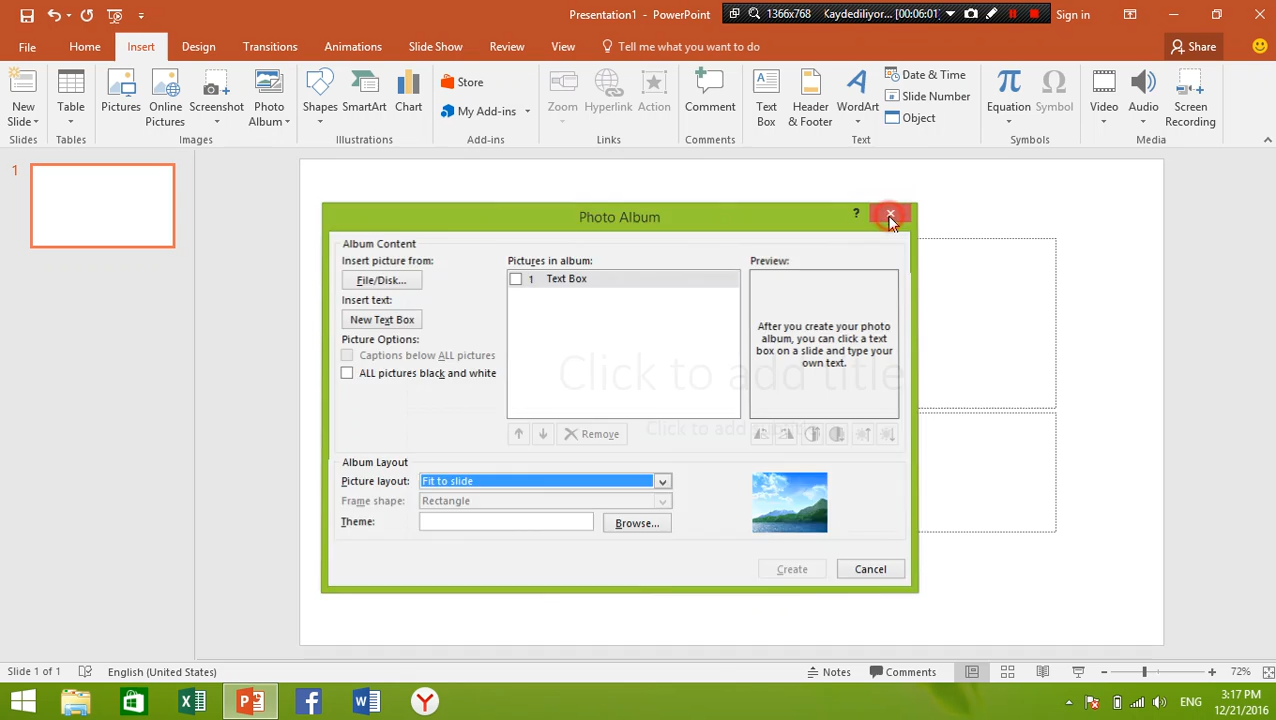 Presentation1 - PowerPoint
1366x768
Kaydediliyor... [00:06:01]
Sign in
File
Home
Insert
Design
Transitions
Animations
Slide Show
Review
View
Tell me what you want to do
Share
New Slide
Table
Pictures
Online Pictures
Screenshot
Photo Album
Shapes
SmartArt
Chart
Store
My Add-ins
Zoom
Hyperlink
Action
Comment
Text Box
Header & Footer
WordArt
Date & Time
Slide Number
Object
Equation
Symbol
Video
Audio
Screen Recording
Slides
Tables
Images
Illustrations
Add-ins
Links
Comments
Text
Symbols
Media
1
Photo Album
?
Album Content
Insert picture from:
File/Disk...
Insert text:
New Text Box
Picture Options:
Captions below ALL pictures
ALL pictures black and white
Pictures in album:
1 Text Box
Remove
Preview:
After you create your photo
album, you can click a text
box on a slide and type your
own text.
Click to add title
Click to add
Album Layout
Picture layout:
Fit to slide
Frame shape:
Rectangle
Theme:
Browse...
Create
Cancel
Slide 1 of 1
English (United States)
Notes
Comments
72%
ENG
3:17 PM
12/21/2016